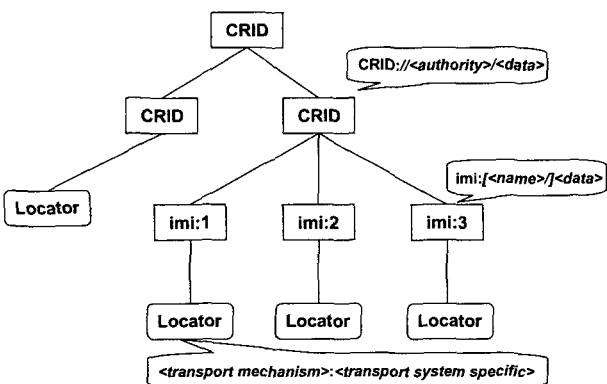 CRID
CRID://<authority>/<data>
CRID
CRID
imi:[<name>/]<data>
Locator
imi:1
imi:2
imi:3
Locator
Locator
Locator
<transport mechanism>:<transport system specific>